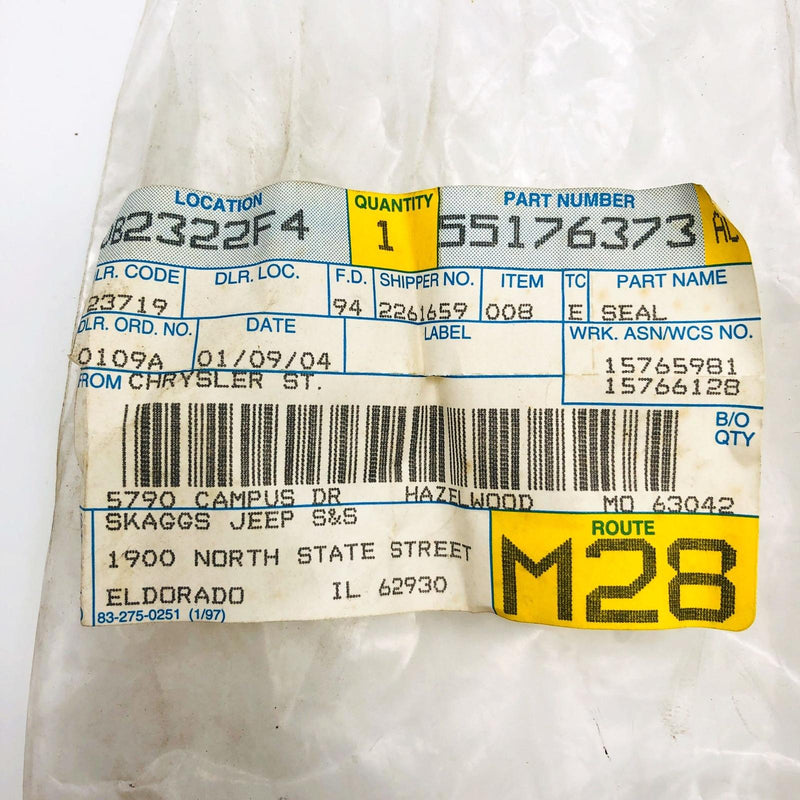 LOCATION QUANTITY PART NUMBER
B2322F4 1 55176373
LR. CODE DLR. LOC. F.D. SHIPPER NO. ITEM TC PART NAME
23719 94 2261659 008 E SEAL
DLR. ORD. NO. DATE LABEL WRK. ASN/WCS NO.
0109A 01/09/04 15765981
15766128
FROM CHRYSLER ST.
B/O
QTY
5790 CAMPUS DR HAZELWOOD MO 63042
SKAGGS JEEP S&S
1900 NORTH STATE STREET
ELDORADO IL 62930
83-275-0251 (1/97)
ROUTE
M28